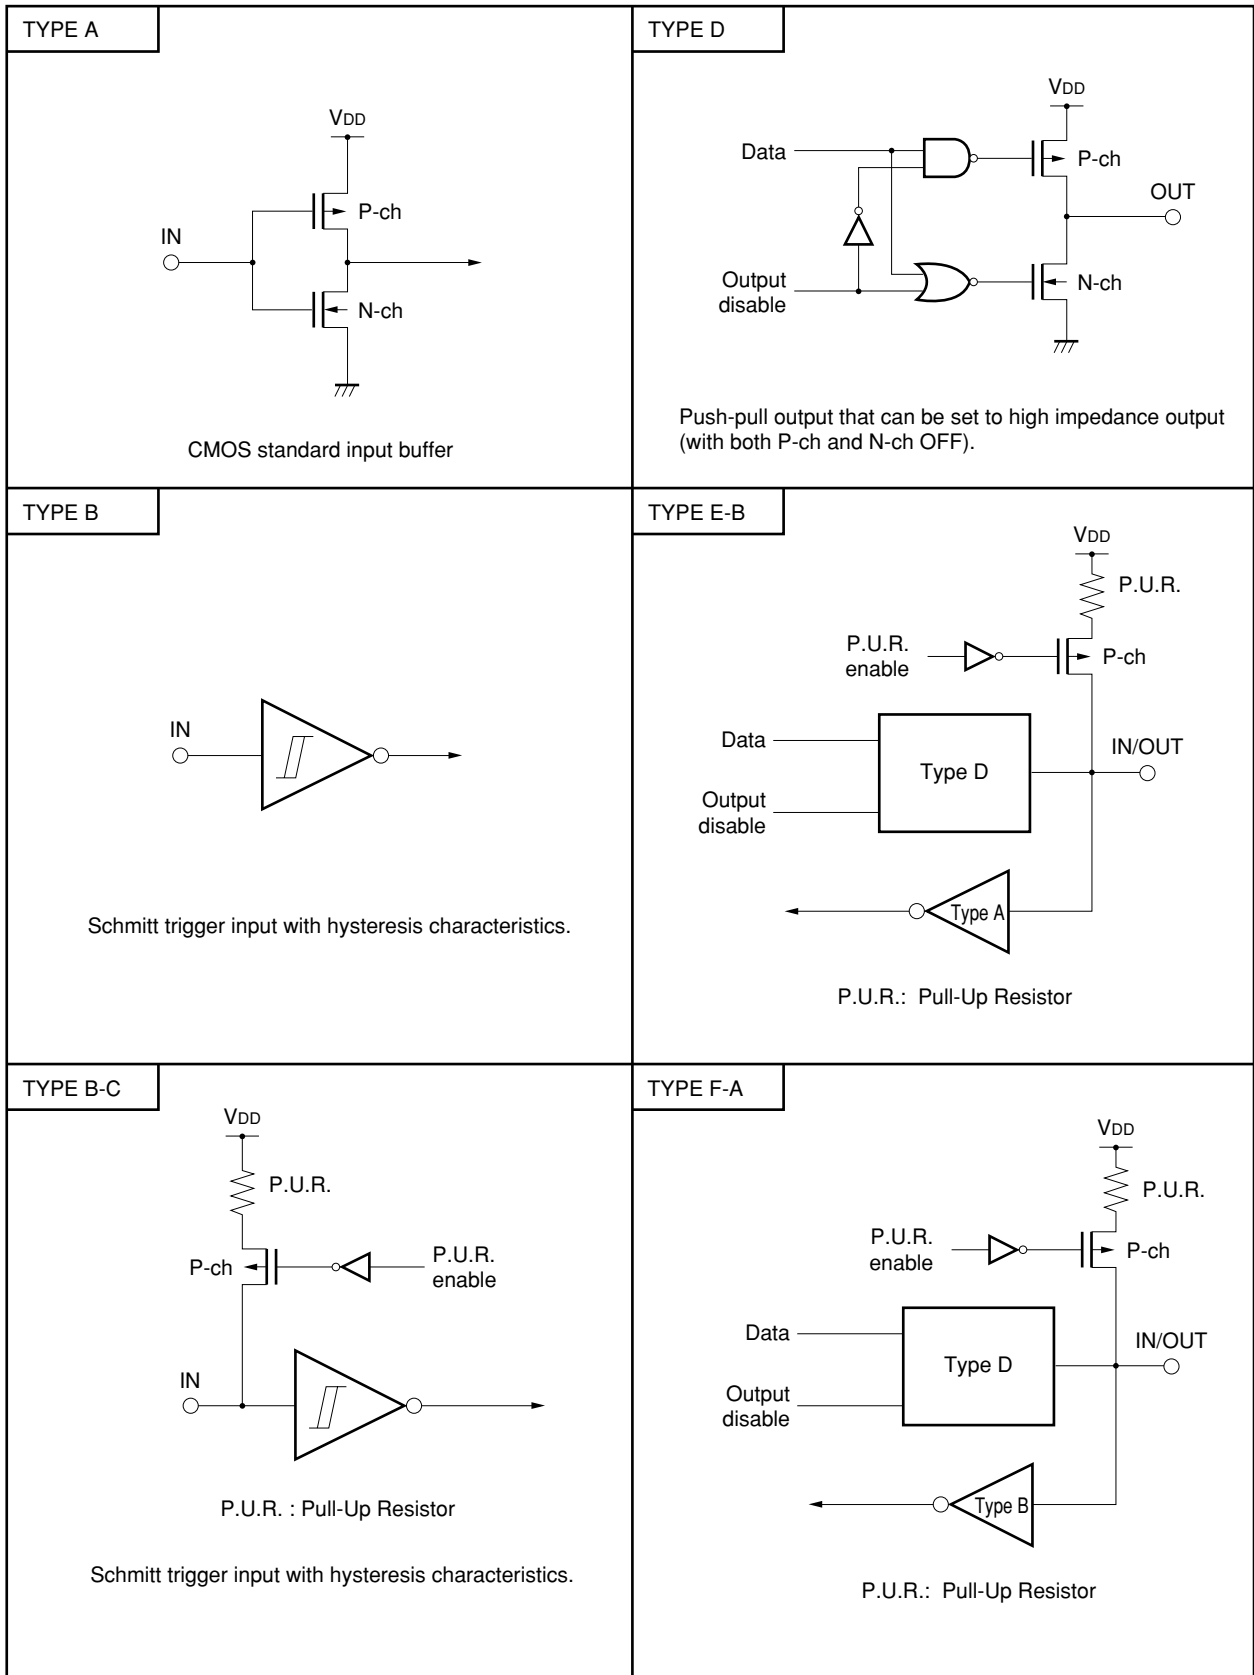 TYPE A
VDD
P-ch
IN
N-ch
CMOS standard input buffer
TYPE D
VDD
Data
P-ch
OUT
Output
disable
N-ch
Push-pull output that can be set to high impedance output
(with both P-ch and N-ch OFF).
TYPE B
IN
Schmitt trigger input with hysteresis characteristics.
TYPE E-B
VDD
P.U.R.
P.U.R.
enable
P-ch
Data
Type D
IN/OUT
Output
disable
Type A
P.U.R.: Pull-Up Resistor
TYPE B-C
VDD
P.U.R.
P-ch
P.U.R.
enable
IN
P.U.R. : Pull-Up Resistor
Schmitt trigger input with hysteresis characteristics.
TYPE F-A
VDD
P.U.R.
P.U.R.
enable
P-ch
Data
Type D
IN/OUT
Output
disable
Type B
P.U.R.: Pull-Up Resistor